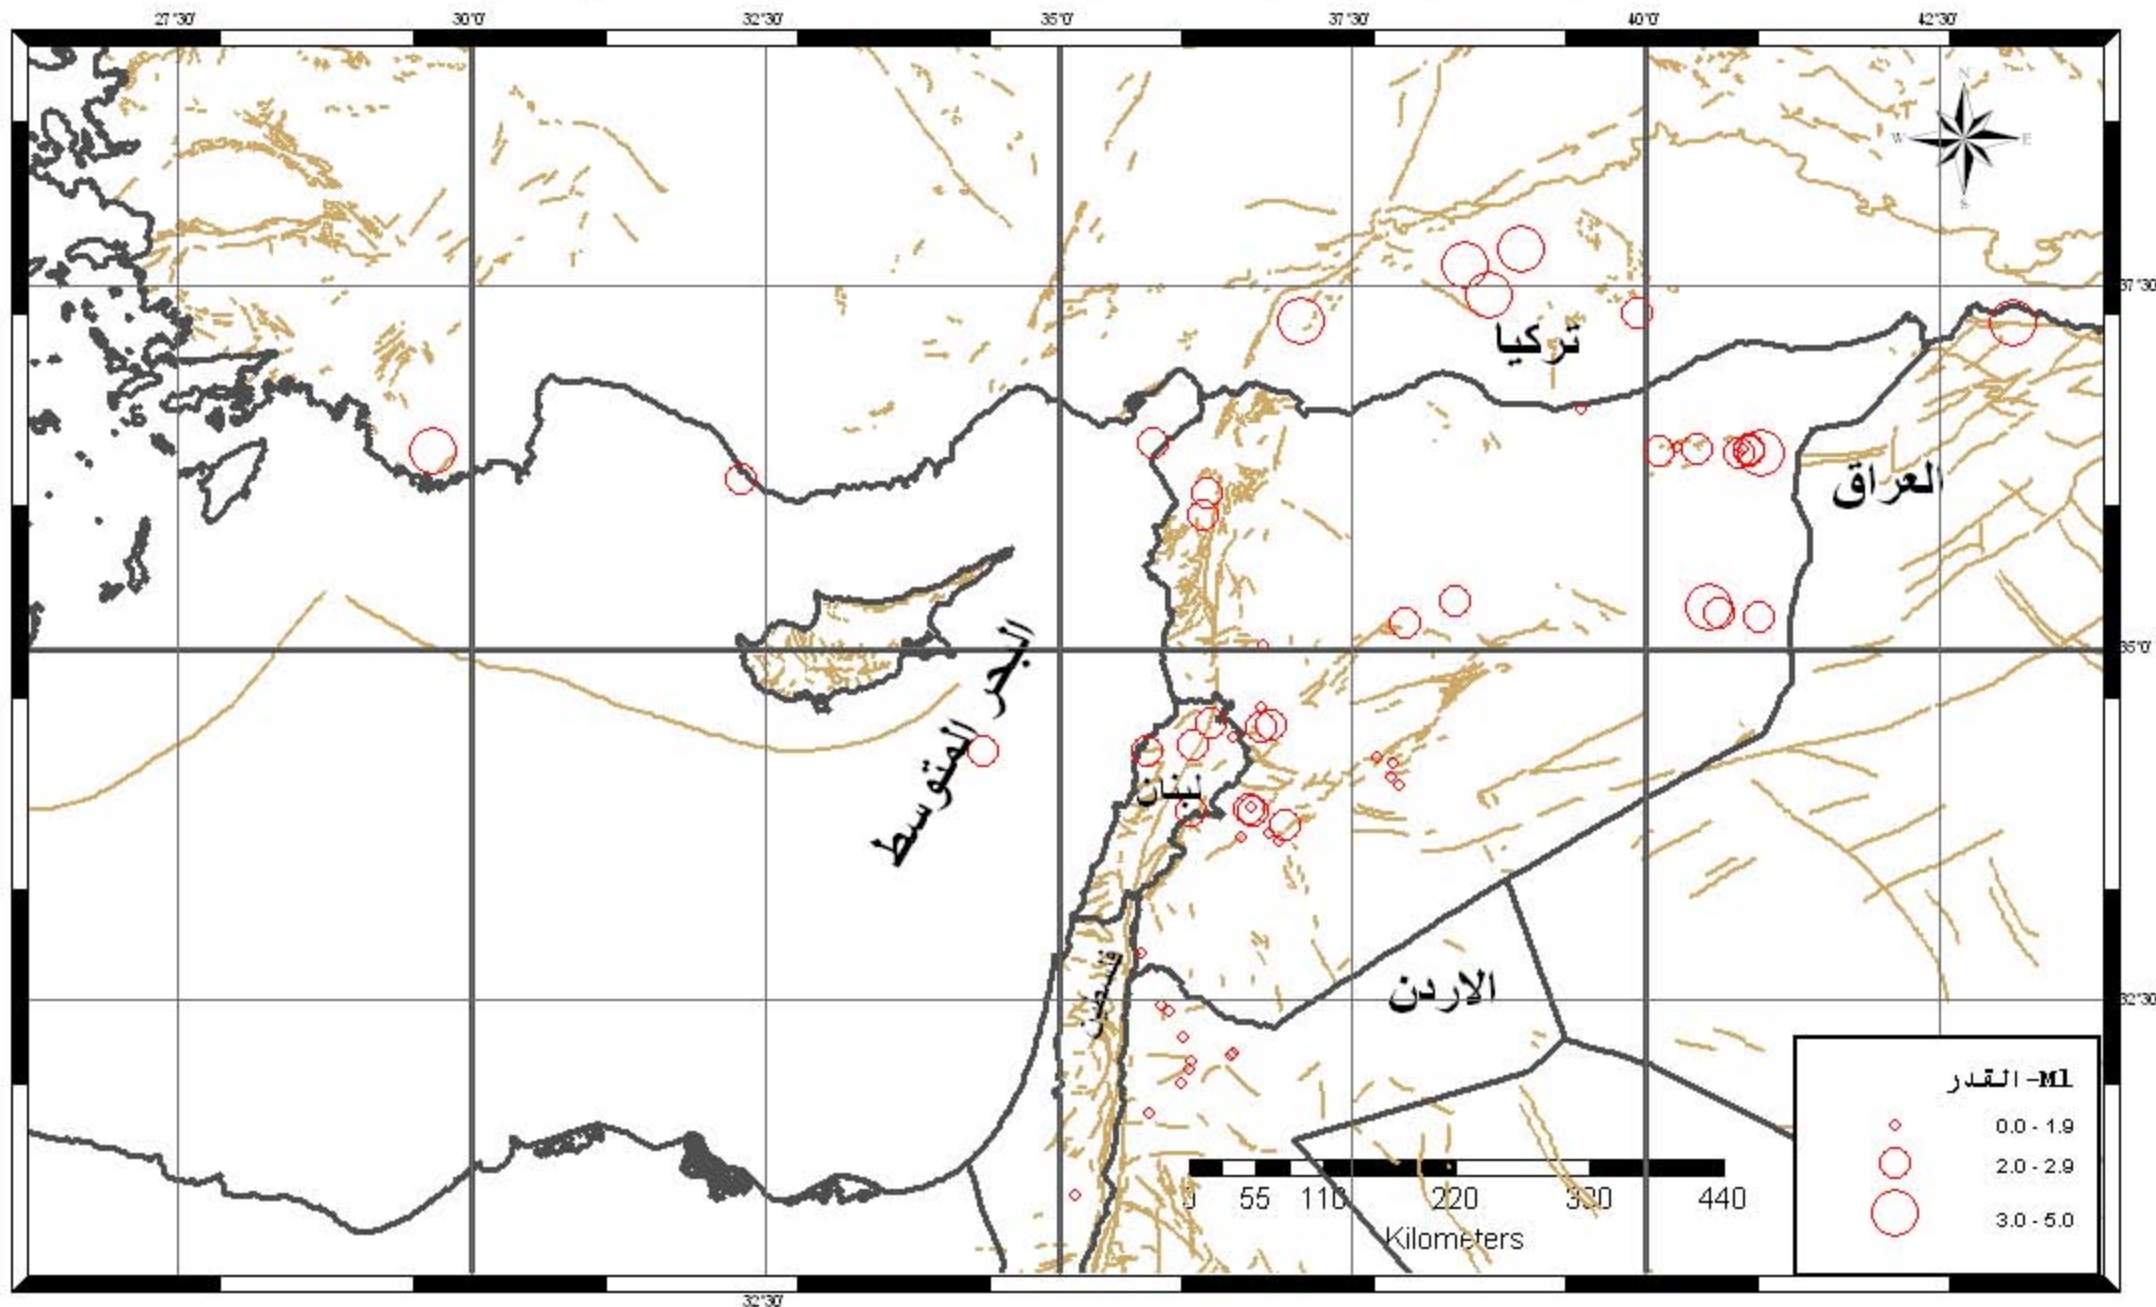 27°30' 30°0' 32°30' 35°0' 37°30' 40°0' 42°30'
N
W E
S
37°30'
تركيا
العراق
35°0'
البحر المتوسط
لبنان
فلسطين
الاردن
32°30'
القدر-Ml
0.0 - 1.9
2.0 - 2.9
3.0 - 5.0
0 55 110 220 330 440
Kilometers
32°30'